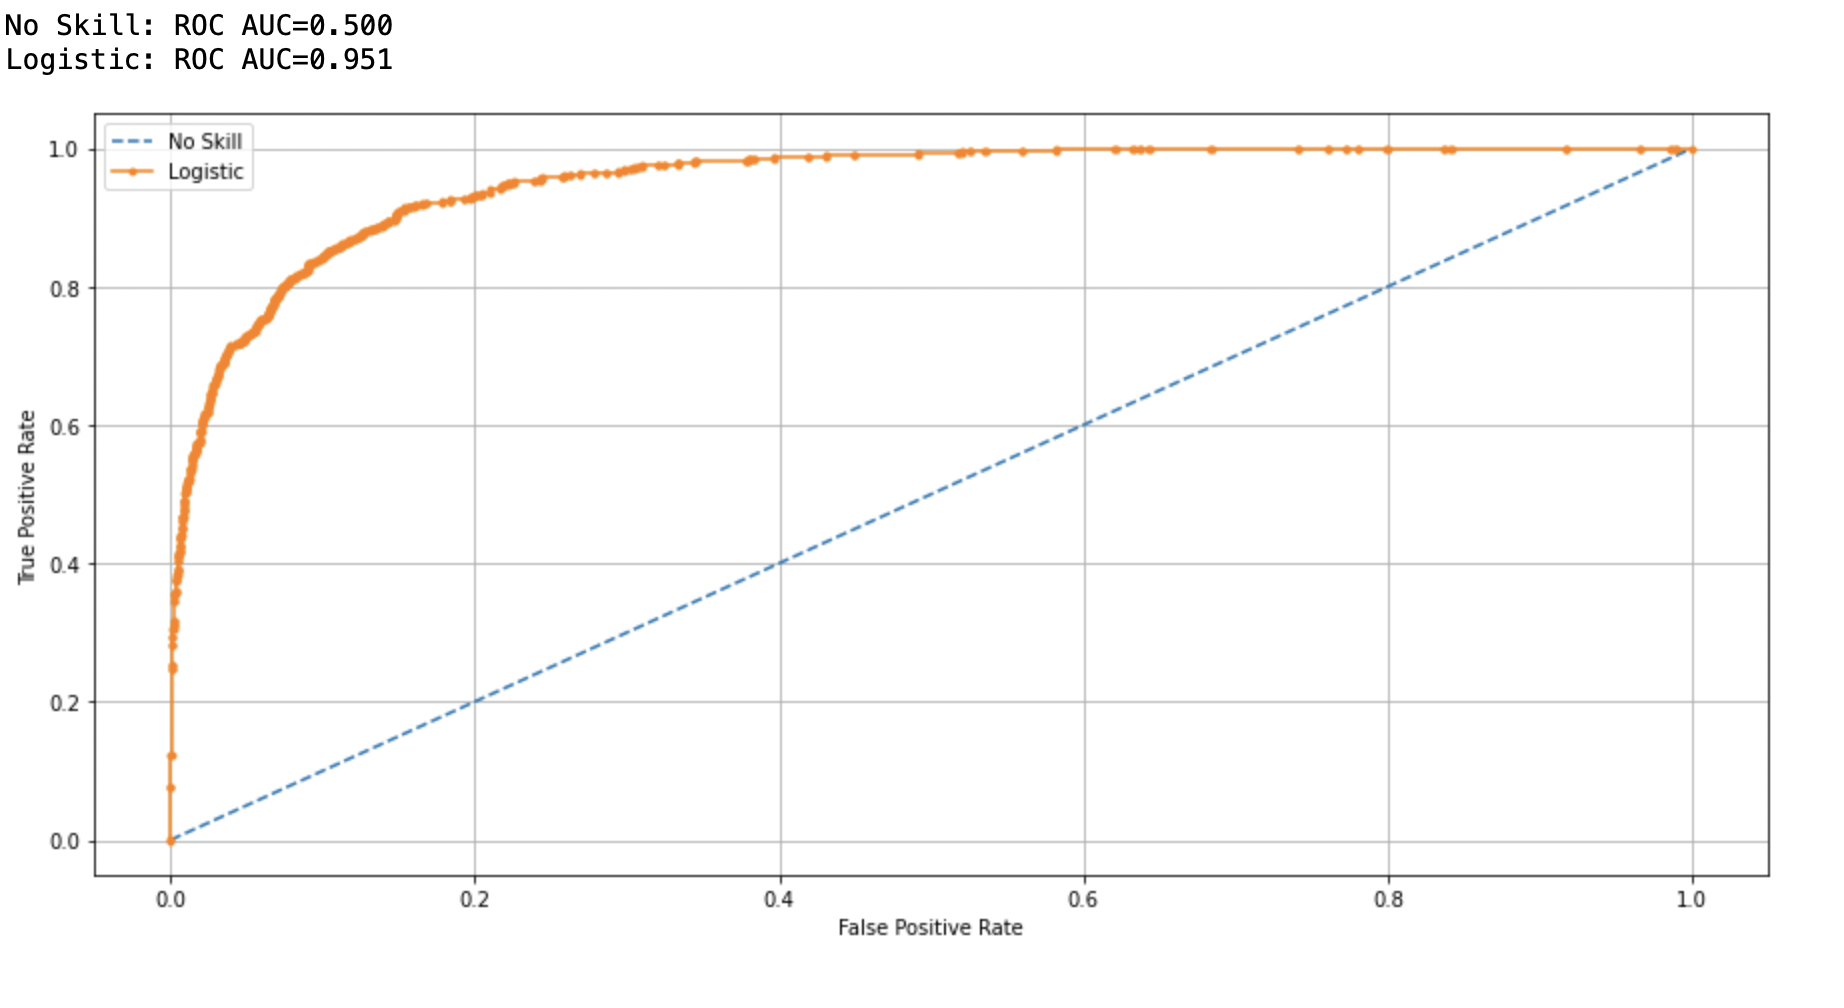 No Skill: ROC AUC=0.500
Logistic: ROC AUC=0.951
No Skill
Logistic
1.0
0.8
0.6
0.4
0.2
0.0
True Positive Rate
0.0 0.2 0.4 0.6 0.8 1.0
False Positive Rate